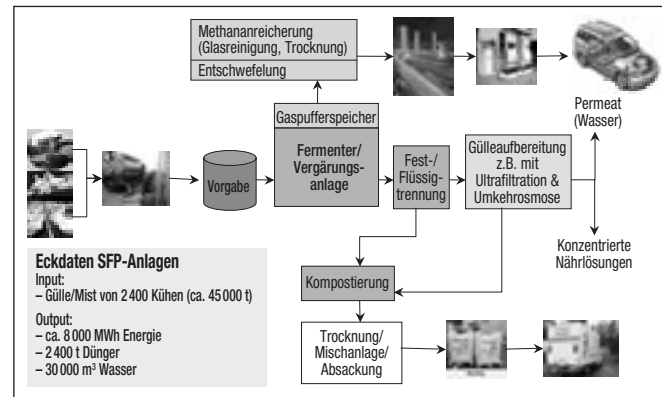 Methananreicherung
(Glasreinigung, Trocknung)
Entschwefelung
Gaspufferspeicher
Fermenter/
Vergärungs-
anlage
Vorgabe
Fest-/
Flüssig-
trennung
Gülleaufbereitung
z.B. mit
Ultrafiltration &
Umkehrosmose
Permeat
(Wasser)
Konzentrierte
Nährlösungen
Kompostierung
Trocknung/
Mischanlage/
Absackung
Eckdaten SFP-Anlagen
Input:
– Gülle/Mist von 2 400 Kühen (ca. 45 000 t)
Output:
– ca. 8 000 MWh Energie
– 2 400 t Dünger
– 30 000 m³ Wasser